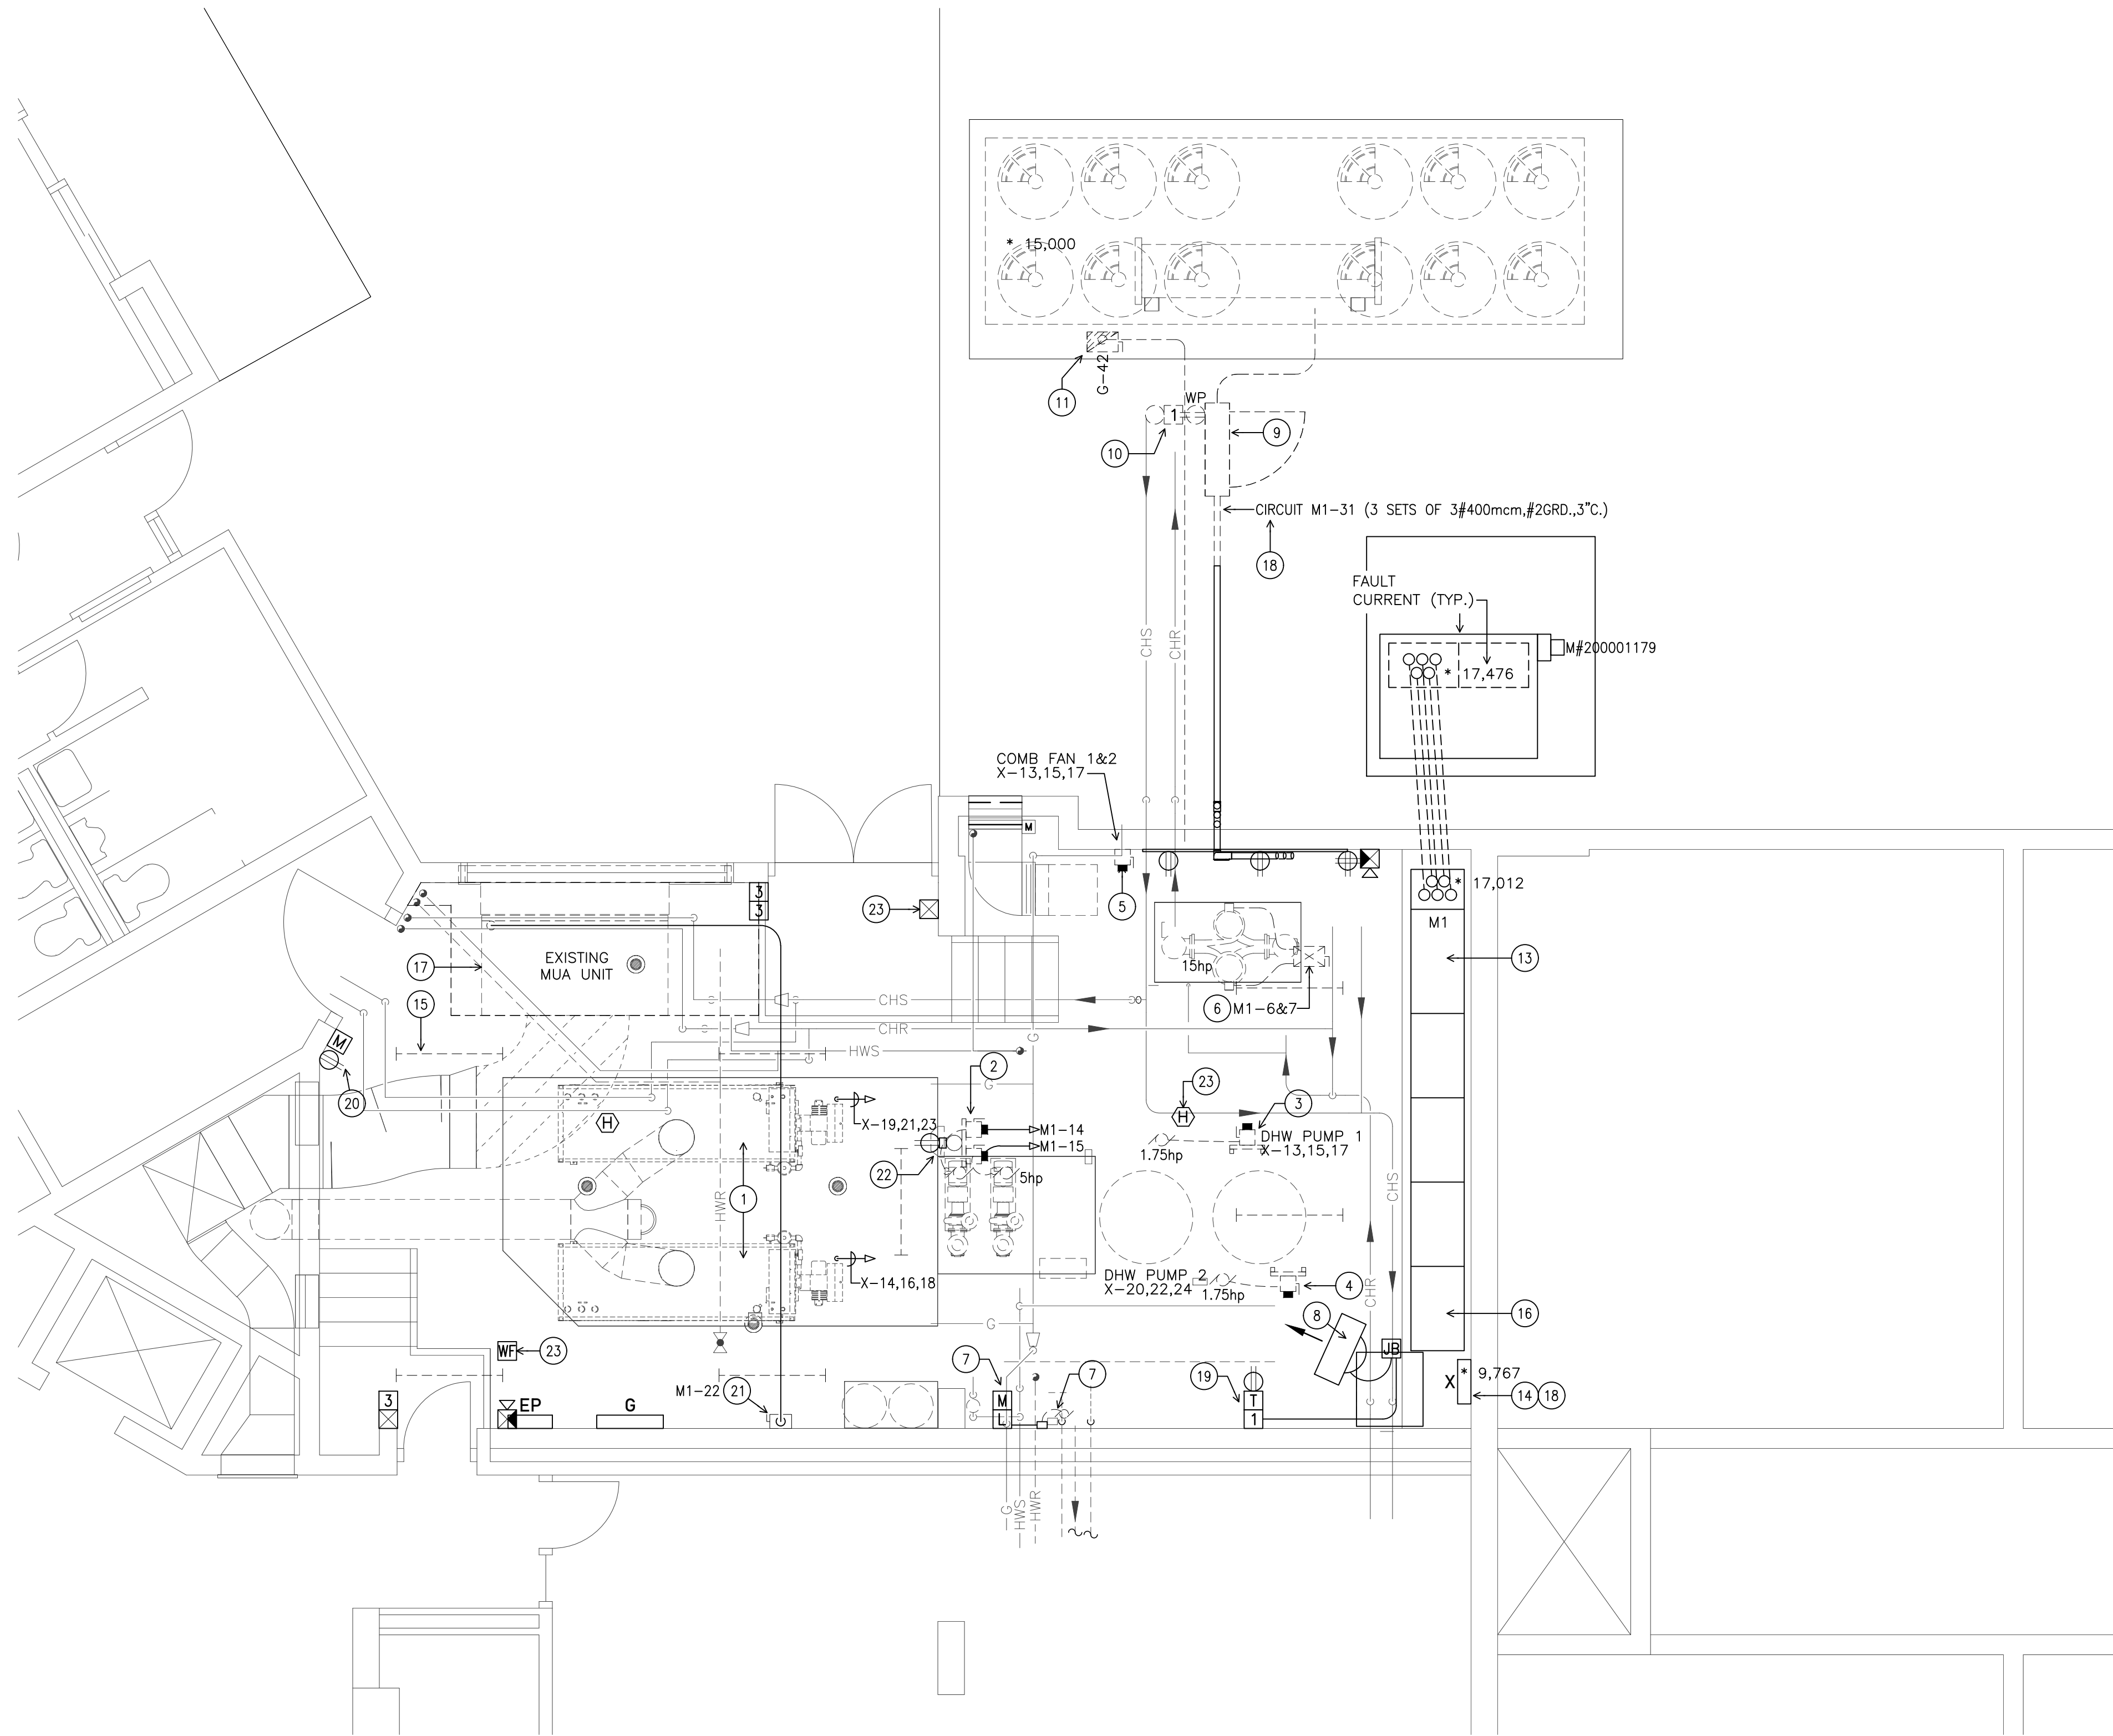 * 15,000
11
G-42
WP
1
10
9
CIRCUIT M1-31 (3 SETS OF 3#400mcm,#2GRD.,3"C.)
18
FAULT
CURRENT (TYP.)
M#200001179
* 17,476
CHS
CHR
COMB FAN 1&2
X-13,15,17
M
5
3
3
23
* 17,012
M1
13
17
EXISTING
MUA UNIT
15hp
X
6
M1-6&7
15
CHS
CHR
HWS
G
M
20
2
G
23
H
3
H
X-19,21,23
M1-14
M1-15
DHW PUMP 1
X-13,15,17
1.75hp
22
5hp
HWR
1
CHS
X-14,16,18
DHW PUMP 2
X-20,22,24
1.75hp
4
CHR
8
16
G
WF
23
JB
7
7
19
* 9,767
X
14
18
3
EP
G
M1-22
21
M
L
T
1
G
HWS
HWR